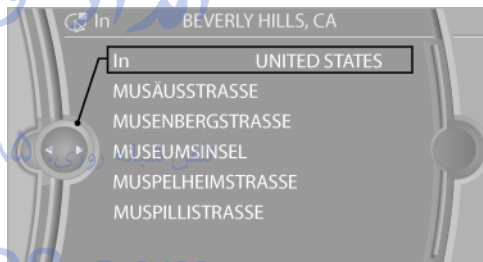 In BEVERLY HILLS, CA
In UNITED STATES
MUSÄUSSTRASSE
MUSENBERGSTRASSE
MUSEUMSINSEL
MUSPELHEIMSTRASSE
MUSPILLISTRASSE